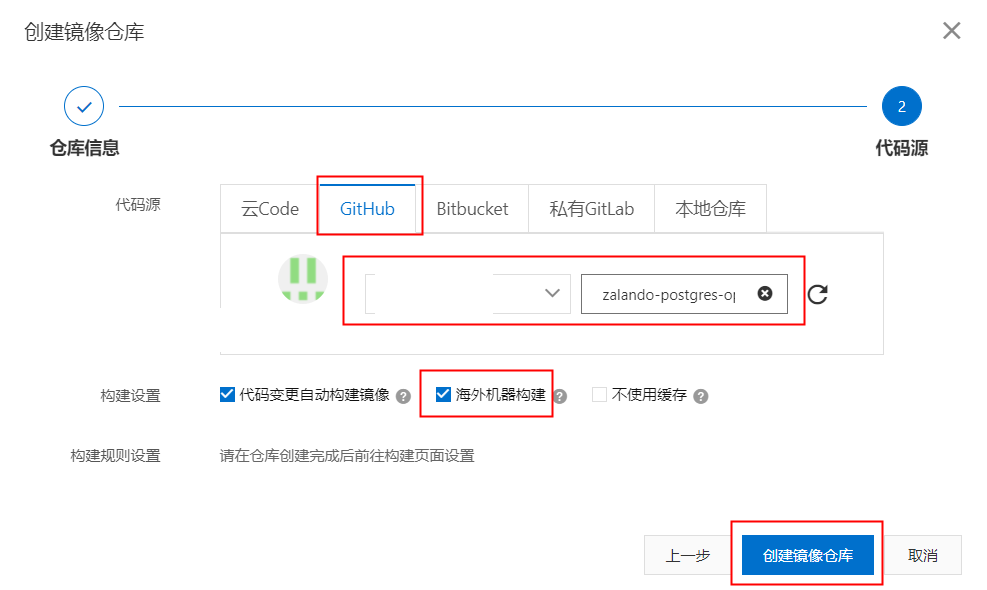 创建镜像仓库
2
仓库信息 代码源
代码源 云Code GitHub Bitbucket 私有GitLab 本地仓库
zalando-postgres-op
构建设置 代码变更自动构建镜像 海外机器构建 不使用缓存
构建规则设置 请在仓库创建完成后前往构建页面设置
上一步 创建镜像仓库 取消